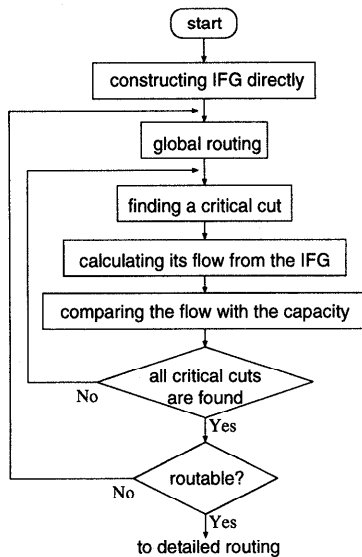 start
constructing IFG directly
global routing
finding a critical cut
calculating its flow from the IFG
comparing the flow with the capacity
all critical cuts
are found
No
Yes
routable?
No
Yes
to detailed routing